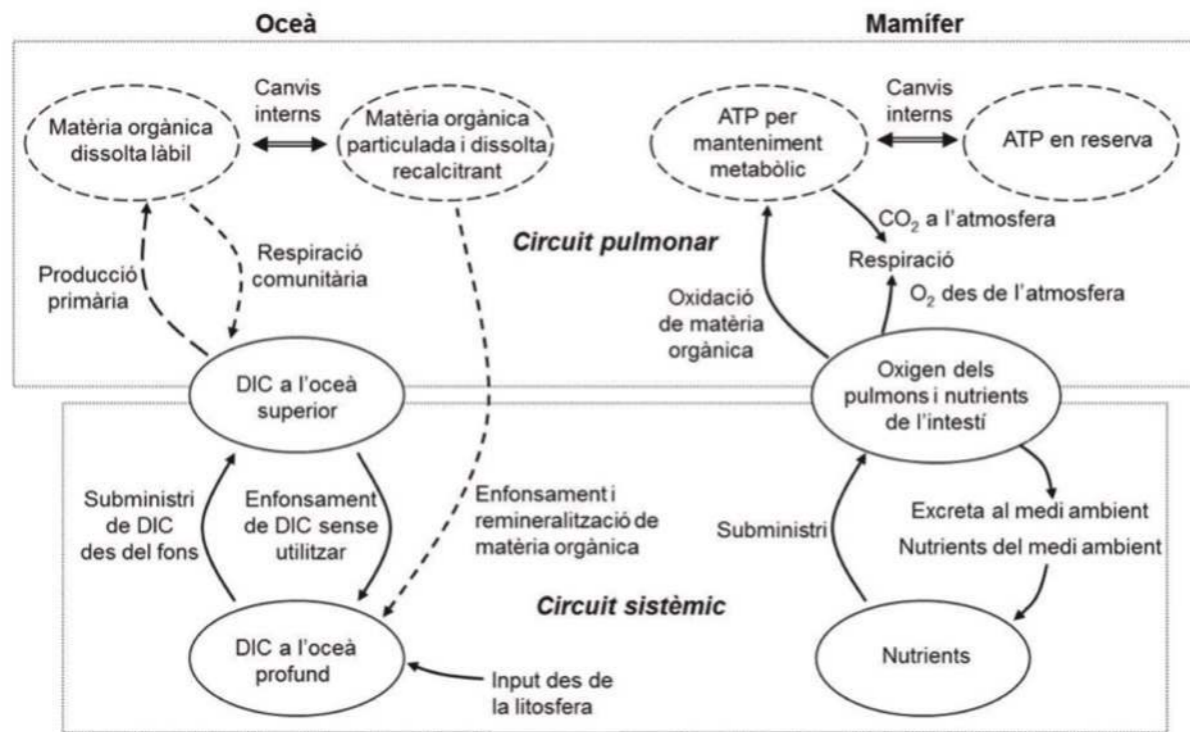 Oceà
Mamífer
Canvis
interns
Matèria orgànica
dissolta làbil
Matèria orgànica
particulada i dissolta
recalcitrant
Producció
primària
Respiració
comunitària
Circuit pulmonar
ATP per
manteniment
metabòlic
Canvis
interns
ATP en reserva
CO₂ a l’atmosfera
Respiració
O₂ des de l’atmosfera
Oxidació
de matèria
orgànica
DIC a l’oceà
superior
Oxigen dels
pulmons i nutrients
de l’intestí
Subministri
de DIC
des del fons
Enfonsament
de DIC sense
utilitzar
Enfonsament i
remineralització de
matèria orgànica
Subministri
Excreta al medi ambient
Nutrients del medi ambient
Circuit sistèmic
DIC a l’oceà
profund
Input des de
la litosfera
Nutrients